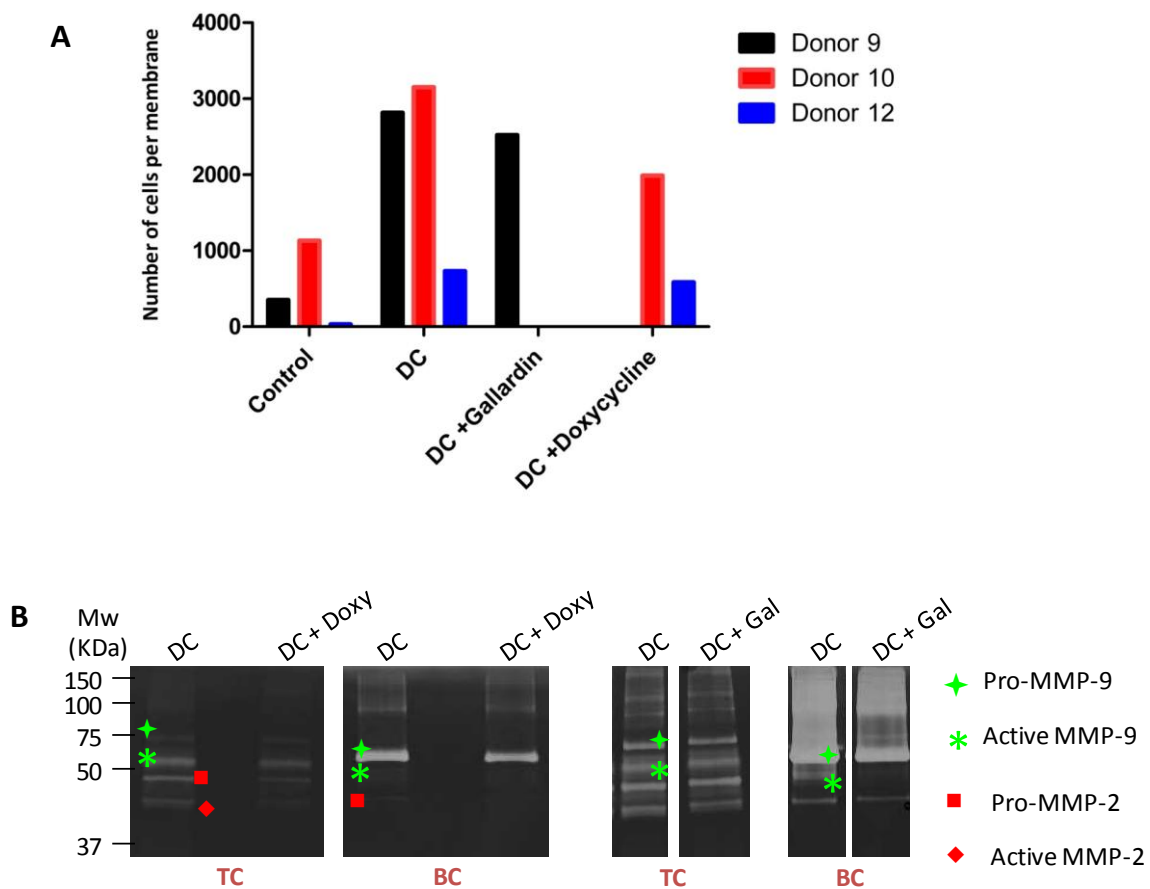 A
Number of cells per membrane
4000
3000
2000
1000
0
Control
DC
DC +Gallardin
DC +Doxycycline
Donor 9
Donor 10
Donor 12
B
Mw
(KDa)
150
100
75
50
37
DC
DC + Doxy
DC
DC + Doxy
DC
DC + Gal
DC
DC + Gal
TC
BC
TC
BC
Pro-MMP-9
Active MMP-9
Pro-MMP-2
Active MMP-2